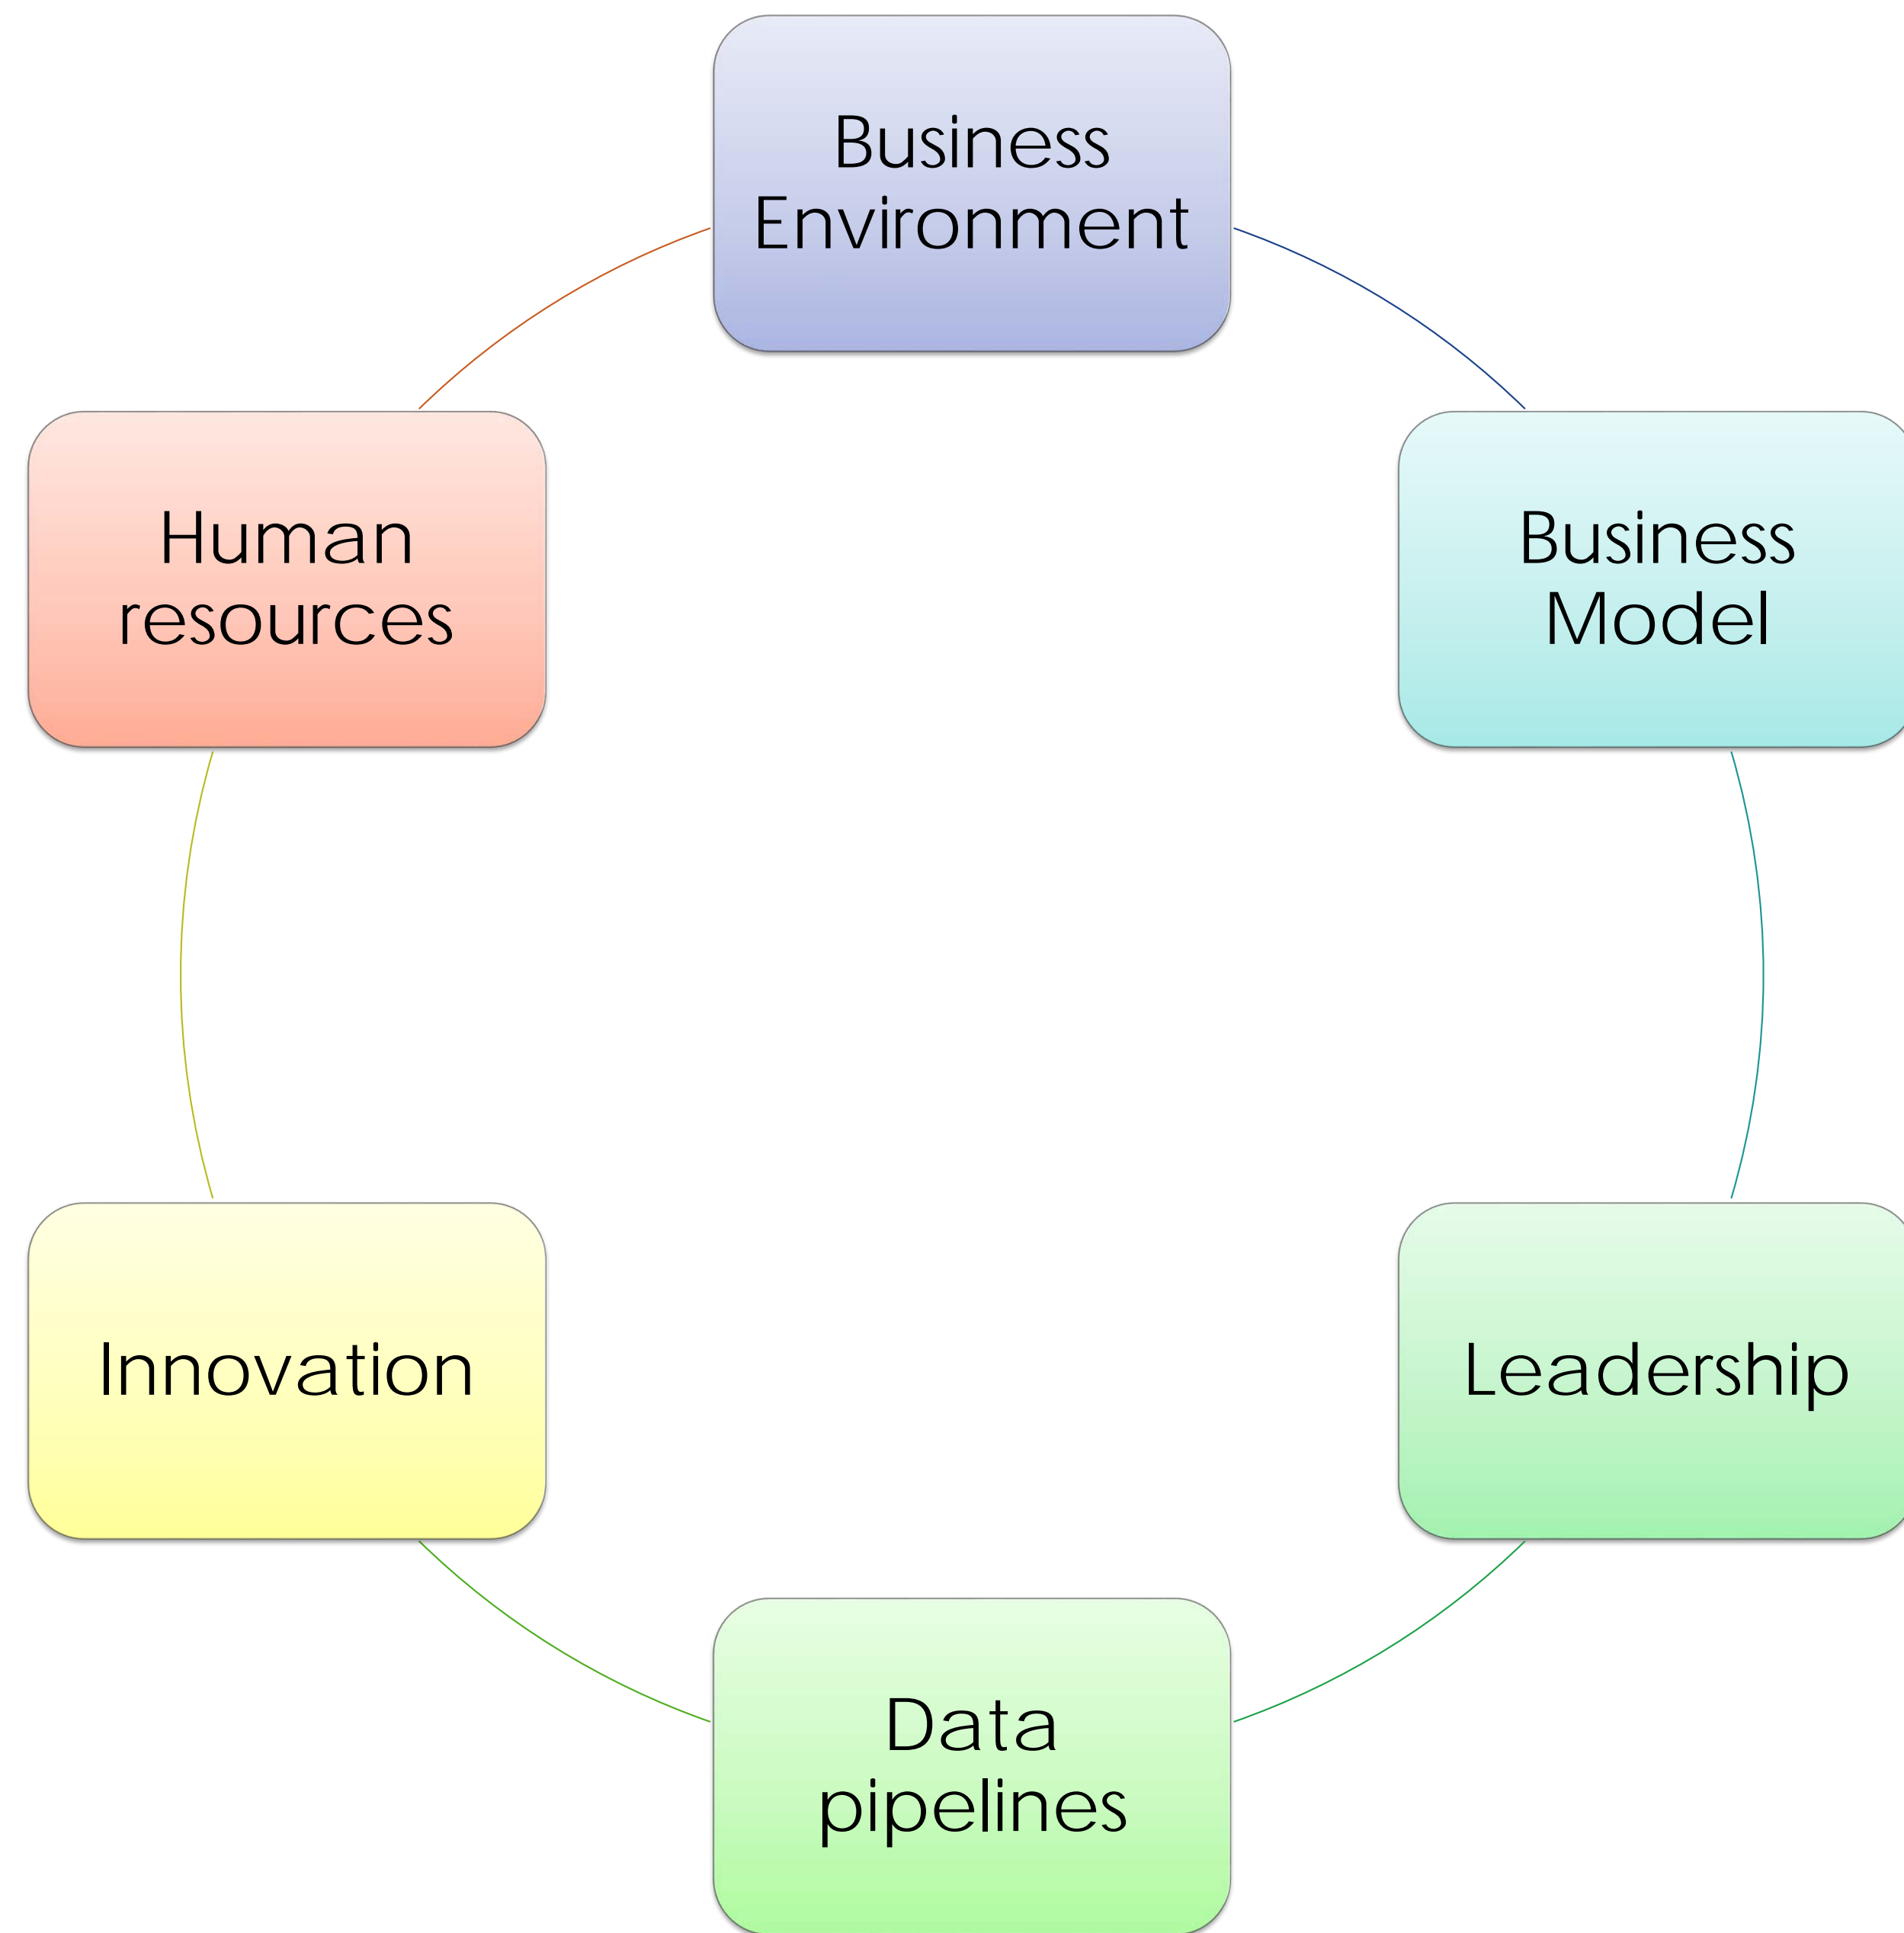 Business
Environment
Human
resources
Business
Model
Innovation
Leadership
Data
pipelines